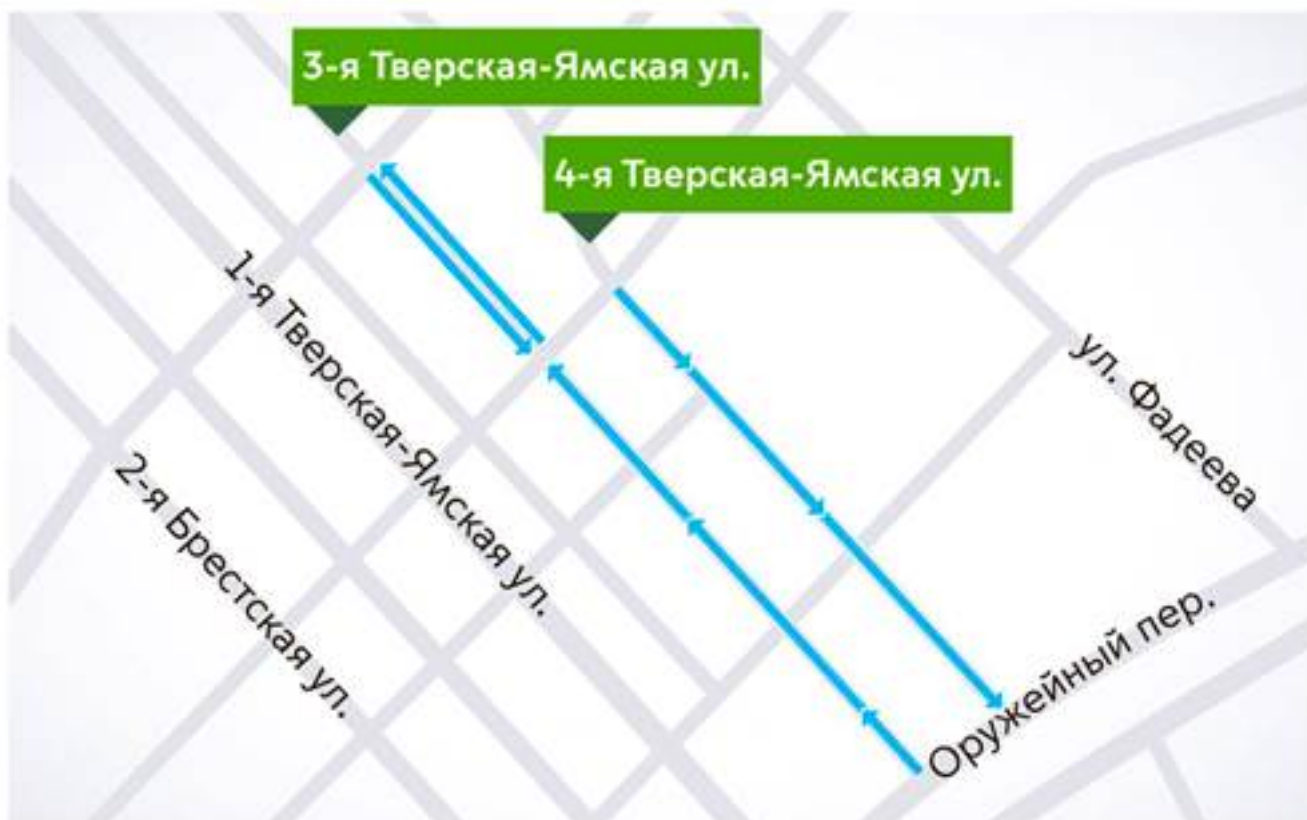 3-я Тверская-Ямская ул.
4-я Тверская-Ямская ул.
1-я Тверская-Ямская ул.
ул. Фадеева
2-я Брестская ул.
Оружейный пер.